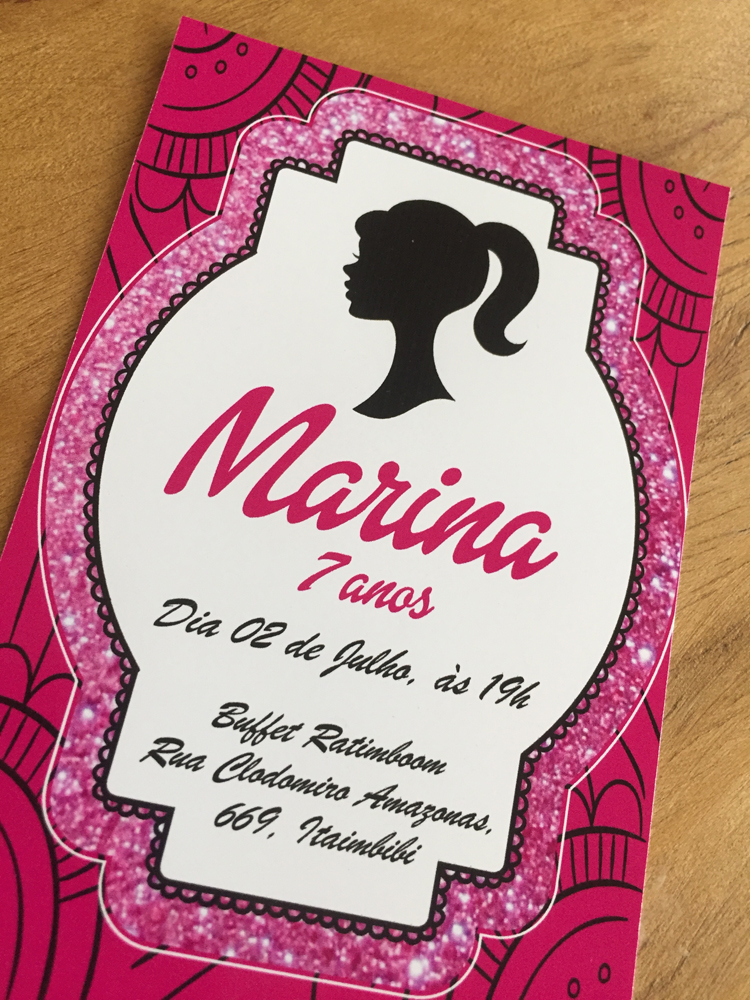 Marina
7 anos
Dia 02 de Julho, às 19h
Buffet Ratimboom
Rua Clodomiro Amazonas,
669, Itaimbibi